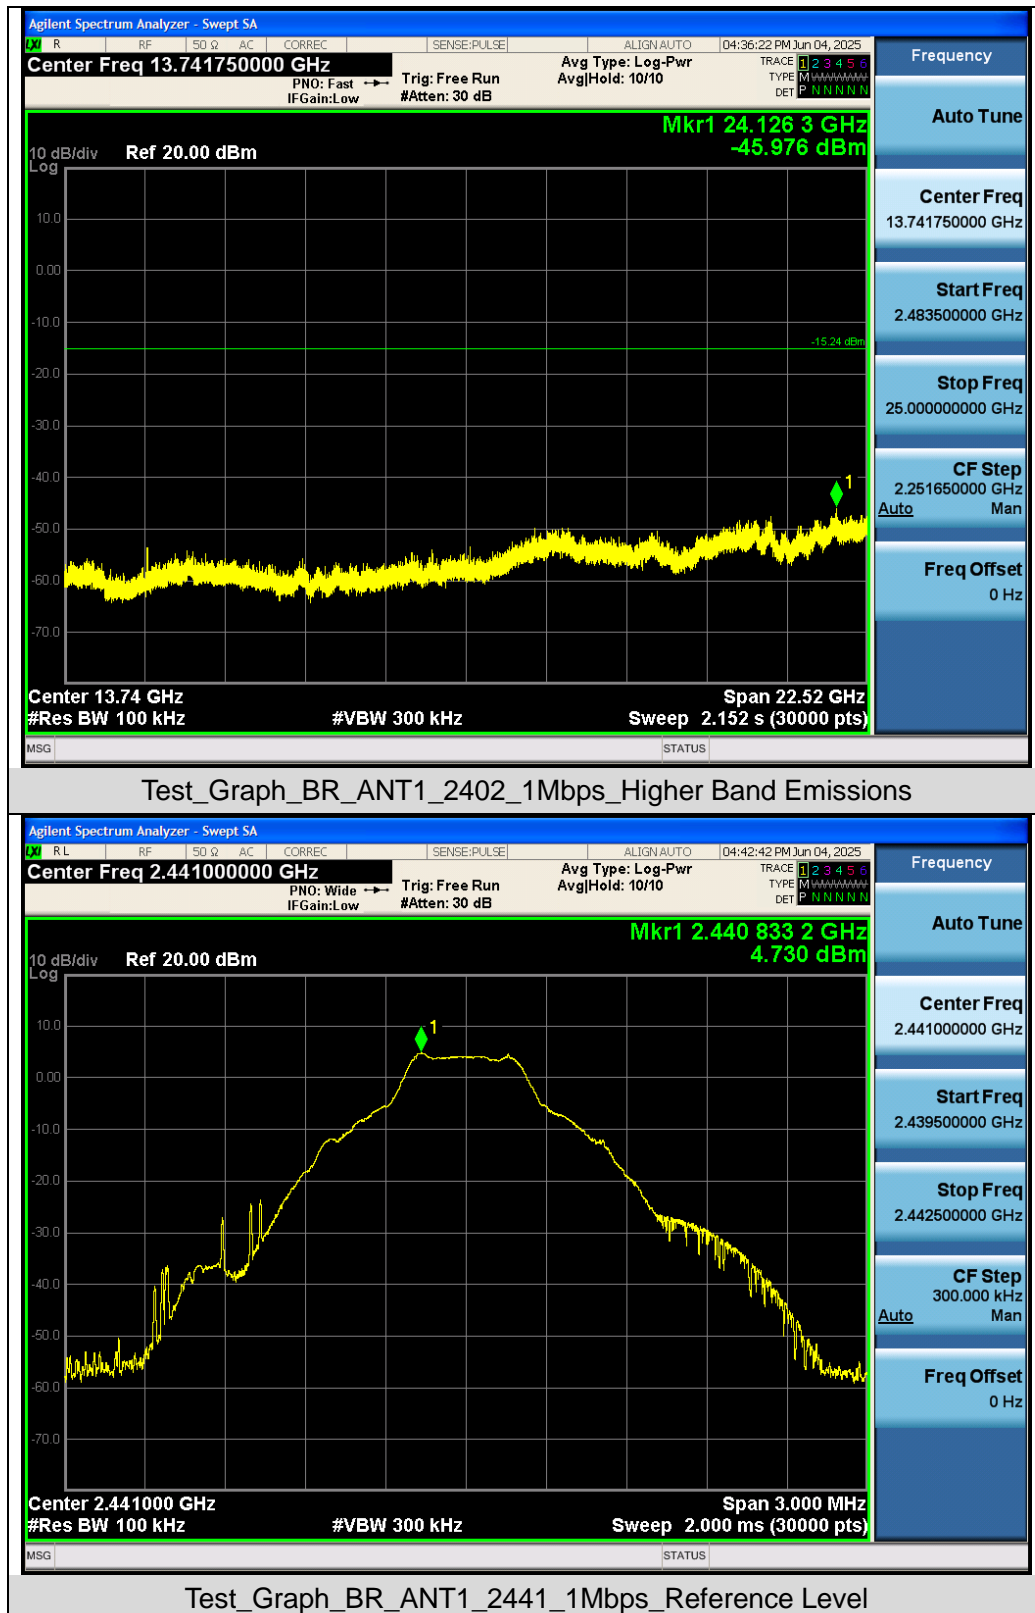 Agilent Spectrum Analyzer - Swept SA
LXI R RF 50 Ω AC CORREC SENSE:PULSE ALIGN AUTO 04:36:22 PM Jun 04, 2025
Center Freq 13.741750000 GHz
PNO: Fast
IFGain:Low
Trig: Free Run
#Atten: 30 dB
Avg Type: Log-Pwr
Avg|Hold: 10/10
TRACE 1 2 3 4 5 6
TYPE M WWWWW
DET P N N N N N
Mkr1 24.126 3 GHz
-45.976 dBm
10 dB/div
Log
Ref 20.00 dBm
10.0
0.00
-10.0
-15.24 dBm
-20.0
-30.0
-40.0
1
-50.0
-60.0
-70.0
Center 13.74 GHz
Span 22.52 GHz
#Res BW 100 kHz
#VBW 300 kHz
Sweep 2.152 s (30000 pts)
MSG
STATUS
Frequency
Auto Tune
Center Freq
13.741750000 GHz
Start Freq
2.483500000 GHz
Stop Freq
25.000000000 GHz
CF Step
2.251650000 GHz
Auto Man
Freq Offset
0 Hz
Test_Graph_BR_ANT1_2402_1Mbps_Higher Band Emissions
Agilent Spectrum Analyzer - Swept SA
LXI R L RF 50 Ω AC CORREC SENSE:PULSE ALIGN AUTO 04:42:42 PM Jun 04, 2025
Center Freq 2.441000000 GHz
PNO: Wide
IFGain:Low
Trig: Free Run
#Atten: 30 dB
Avg Type: Log-Pwr
Avg|Hold: 10/10
TRACE 1 2 3 4 5 6
TYPE M WWWWW
DET P N N N N N
Mkr1 2.440 833 2 GHz
4.730 dBm
10 dB/div
Log
Ref 20.00 dBm
10.0
1
0.00
-10.0
-20.0
-30.0
-40.0
-50.0
-60.0
-70.0
Center 2.441000 GHz
Span 3.000 MHz
#Res BW 100 kHz
#VBW 300 kHz
Sweep 2.000 ms (30000 pts)
MSG
STATUS
Frequency
Auto Tune
Center Freq
2.441000000 GHz
Start Freq
2.439500000 GHz
Stop Freq
2.442500000 GHz
CF Step
300.000 kHz
Auto Man
Freq Offset
0 Hz
Test_Graph_BR_ANT1_2441_1Mbps_Reference Level